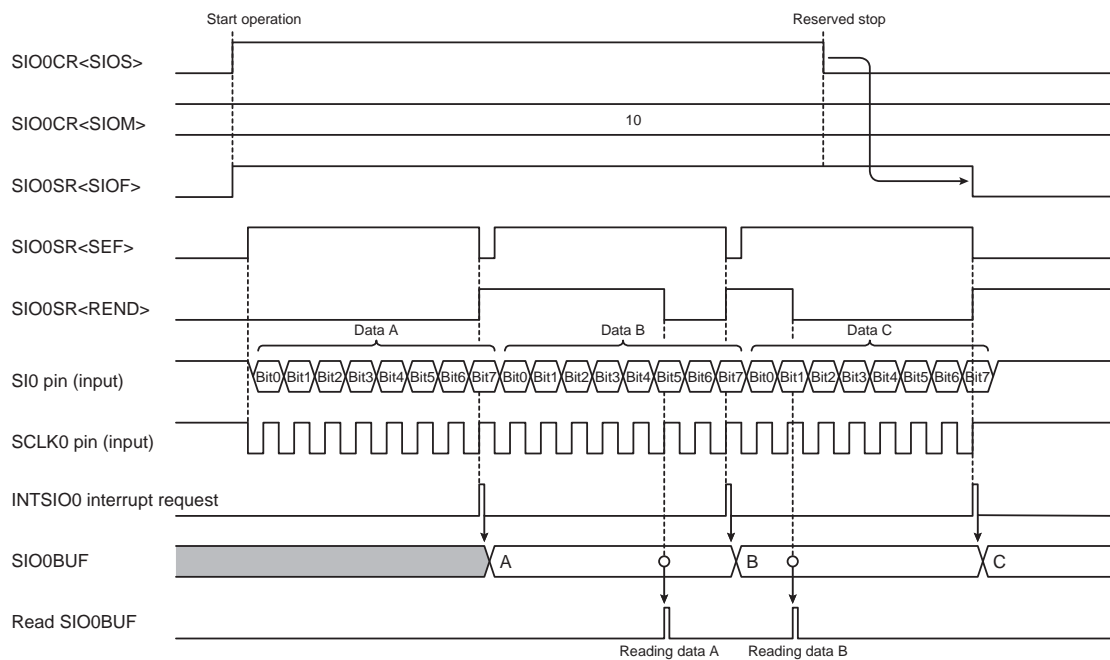 Start operation Reserved stop
SIO0CR<SIOS>
SIO0CR<SIOM> 10
SIO0SR<SIOF>
SIO0SR<SEF>
SIO0SR<REND>
Data A Data B Data C
SI0 pin (input) Bit0 Bit1 Bit2 Bit3 Bit4 Bit5 Bit6 Bit7 Bit0 Bit1 Bit2 Bit3 Bit4 Bit5 Bit6 Bit7 Bit0 Bit1 Bit2 Bit3 Bit4 Bit5 Bit6 Bit7
SCLK0 pin (input)
INTSIO0 interrupt request
SIO0BUF A B C
Read SIO0BUF
Reading data A Reading data B